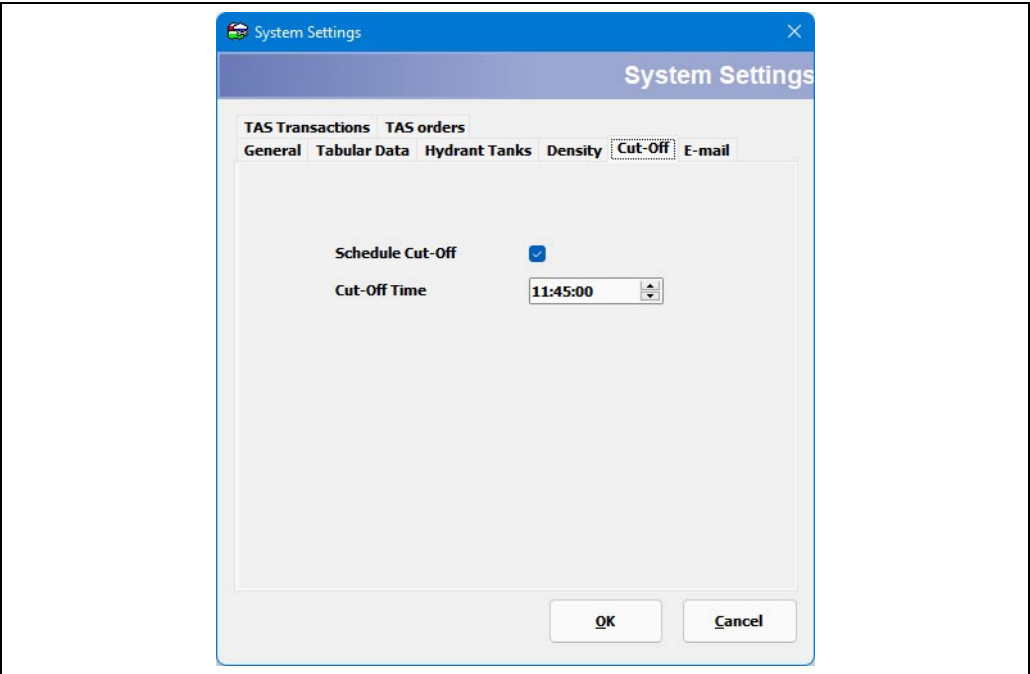 System Settings
System Settings
TAS Transactions TAS orders
General Tabular Data Hydrant Tanks Density Cut-Off E-mail
Schedule Cut-Off
Cut-Off Time 11:45:00
OK Cancel